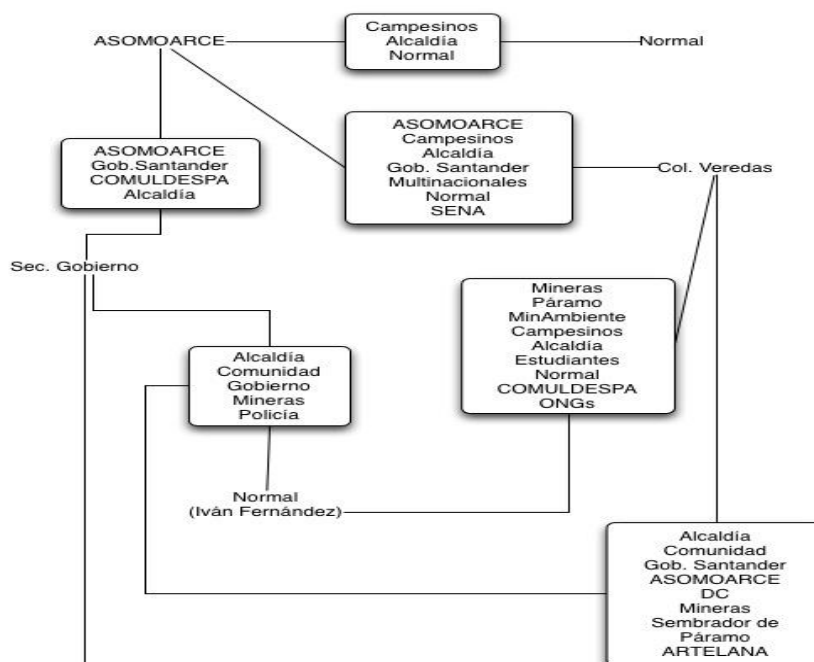 ASOMOARCE
Campesinos
Alcaldía
Normal
Normal
ASOMOARCE
Gob.Santander
COMULDESPA
Alcaldía
ASOMOARCE
Campesinos
Alcaldía
Gob. Santander
Multinacionales
Normal
SENA
Col. Veredas
Sec. Gobierno
Mineras
Páramo
MinAmbiente
Campesinos
Alcaldía
Estudiantes
Normal
COMULDESPA
ONGs
Alcaldía
Comunidad
Gobierno
Mineras
Policía
Normal
(Iván Fernández)
Alcaldía
Comunidad
Gob. Santander
ASOMOARCE
DC
Mineras
Sembrador de
Páramo
ARTELANA